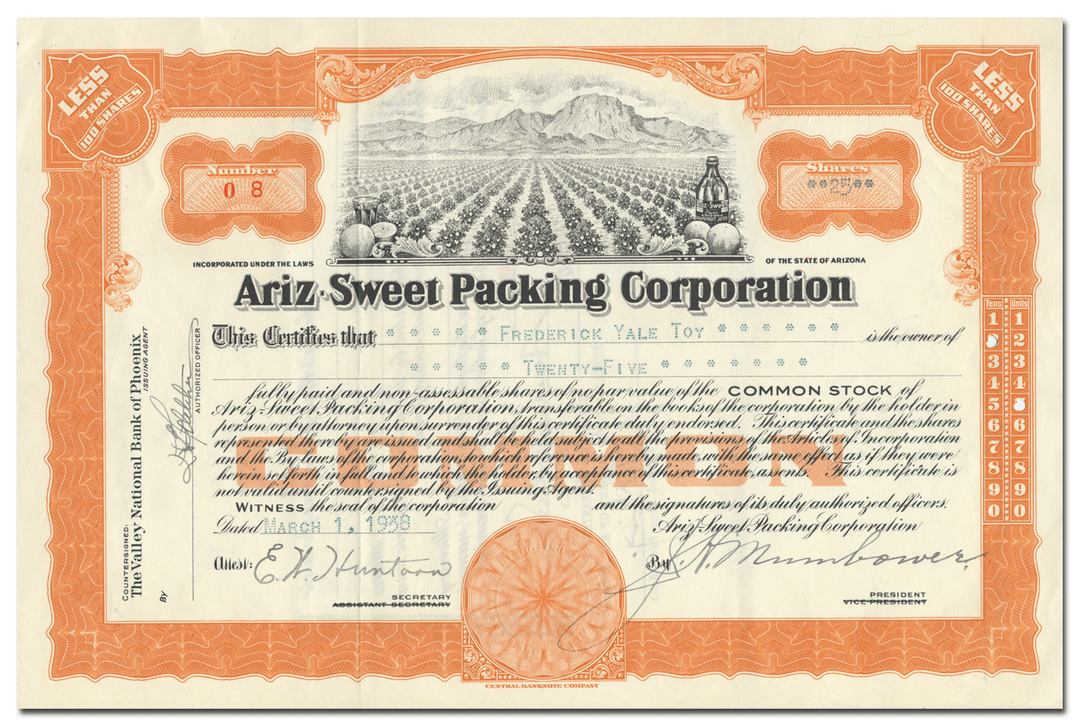 LESS
THAN
100 SHARES
LESS
THAN
100 SHARES
Number
08
Shares
**25**
INCORPORATED UNDER THE LAWS
OF THE STATE OF ARIZONA
Ariz-Sweet Packing Corporation
This Certifies that * * * * * FREDERICK YALE TOY * * * * * * is the owner of
* * * * * TWENTY-FIVE * * * * * * *
fully paid and non-assessable shares of no par value of the COMMON STOCK of
Ariz-Sweet Packing Corporation, transferable on the books of the corporation by the holder in
person or by attorney upon surrender of this certificate duly endorsed. This certificate and the shares
represented hereby are issued and shall be held subject to all the provisions of the Articles of Incorporation
and the By-Laws of the corporation, to which reference is hereby made, with the same effect as if they were
herein set forth in full and to which the holder, by acceptance of this certificate, assents. This certificate is
not valid until countersigned by the Issuing Agent.
COMMON
WITNESS the seal of the corporation and the signatures of its duly authorized officers.
Dated MARCH 1, 1938
Ariz-Sweet Packing Corporation
Attest: E. W. Huntoon
By J. H. Mumbower
SECRETARY
ASSISTANT SECRETARY
PRESIDENT
VICE-PRESIDENT
CENTRAL BANKNOTE COMPANY
COUNTERSIGNED:
The Valley National Bank of Phoenix
ISSUING AGENT
By
AUTHORIZED OFFICER
Tens Units
1 1
2
3 3
4 4
5
6 6
7 7
8 8
9 9
0 0